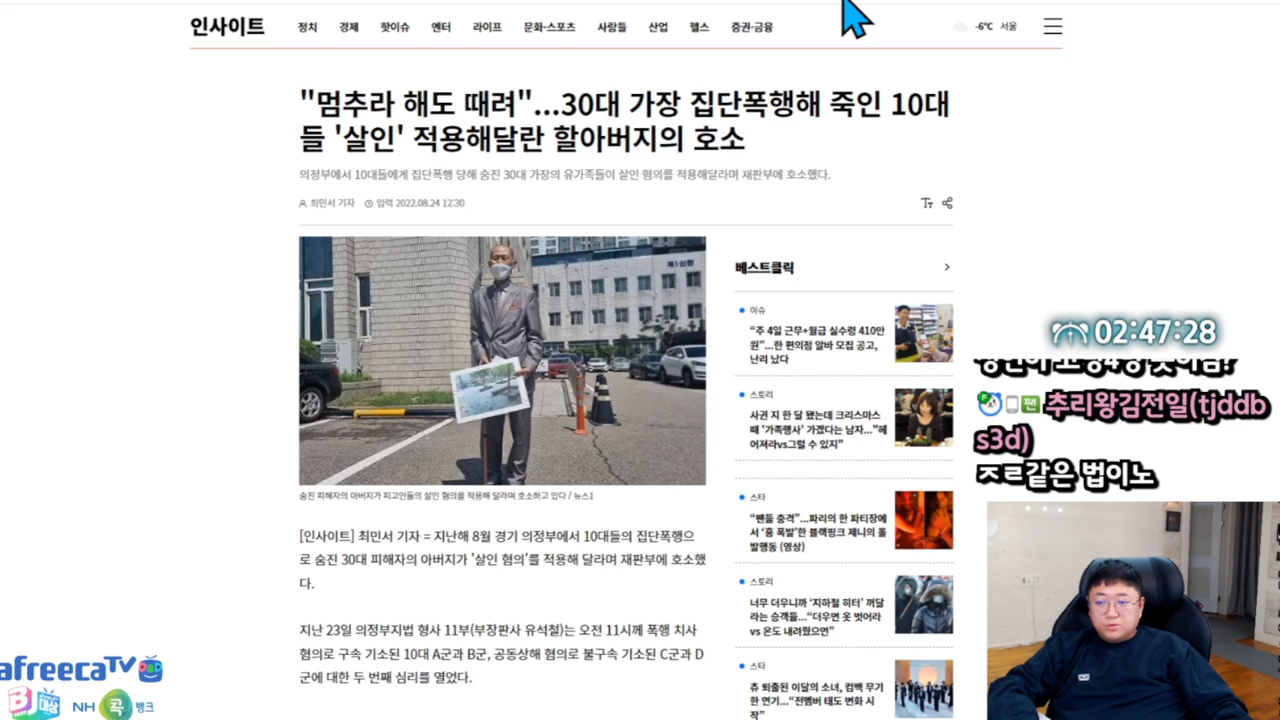 인사이트
정치 경제 핫이슈 엔터 라이프 문화·스포츠 사람들 산업 헬스 증권·금융
-6℃ 서울
"멈추라 해도 때려"...30대 가장 집단폭행해 죽인 10대
들 '살인' 적용해달란 할아버지의 호소
의정부에서 10대들에게 집단폭행 당해 숨진 30대 가장의 유가족들이 살인 혐의를 적용해달라며 재판부에 호소했다.
최민서 기자 입력 2022.08.24 12:30
숨진 피해자의 아버지가 피고인들의 살인 혐의를 적용해 달라며 호소하고 있다 / 뉴스1
[인사이트] 최민서 기자 = 지난해 8월 경기 의정부에서 10대들의 집단폭행으
로 숨진 30대 피해자의 아버지가 '살인 혐의'를 적용해 달라며 재판부에 호소했
다.
지난 23일 의정부지법 형사 11부(부장판사 유석철)는 오전 11시께 폭행 치사
혐의로 구속 기소된 10대 A군과 B군, 공동상해 혐의로 불구속 기소된 C군과 D
군에 대한 두 번째 심리를 열었다.
베스트클릭
이슈
“주 4일 근무+월급 실수령 410만
원”...한 편의점 알바 모집 공고,
난리 났다
스토리
사귄 지 한 달 됐는데 크리스마스
때 '가족행사' 가겠다는 남자..."헤
어져라vs그럴 수 있지"
스타
“팬들 충격”...파리의 한 파티장에
서 ‘흥 폭발’한 블랙핑크 제니의 돌
발행동 (영상)
스토리
너무 더우니까 ‘지하철 히터’ 꺼달
라는 승객들...“더우면 옷 벗어라
vs 온도 내려줬으면”
스타
츄 퇴출된 이달의 소녀, 컴백 무기
한 연기...“전멤버 태도 변화 시
작”
02:47:28
팬 추리왕김전일(tjddb
s3d)
ㅈㄹ같은 법이노
afreecaTV
BJ 대상
NH 콕 뱅크